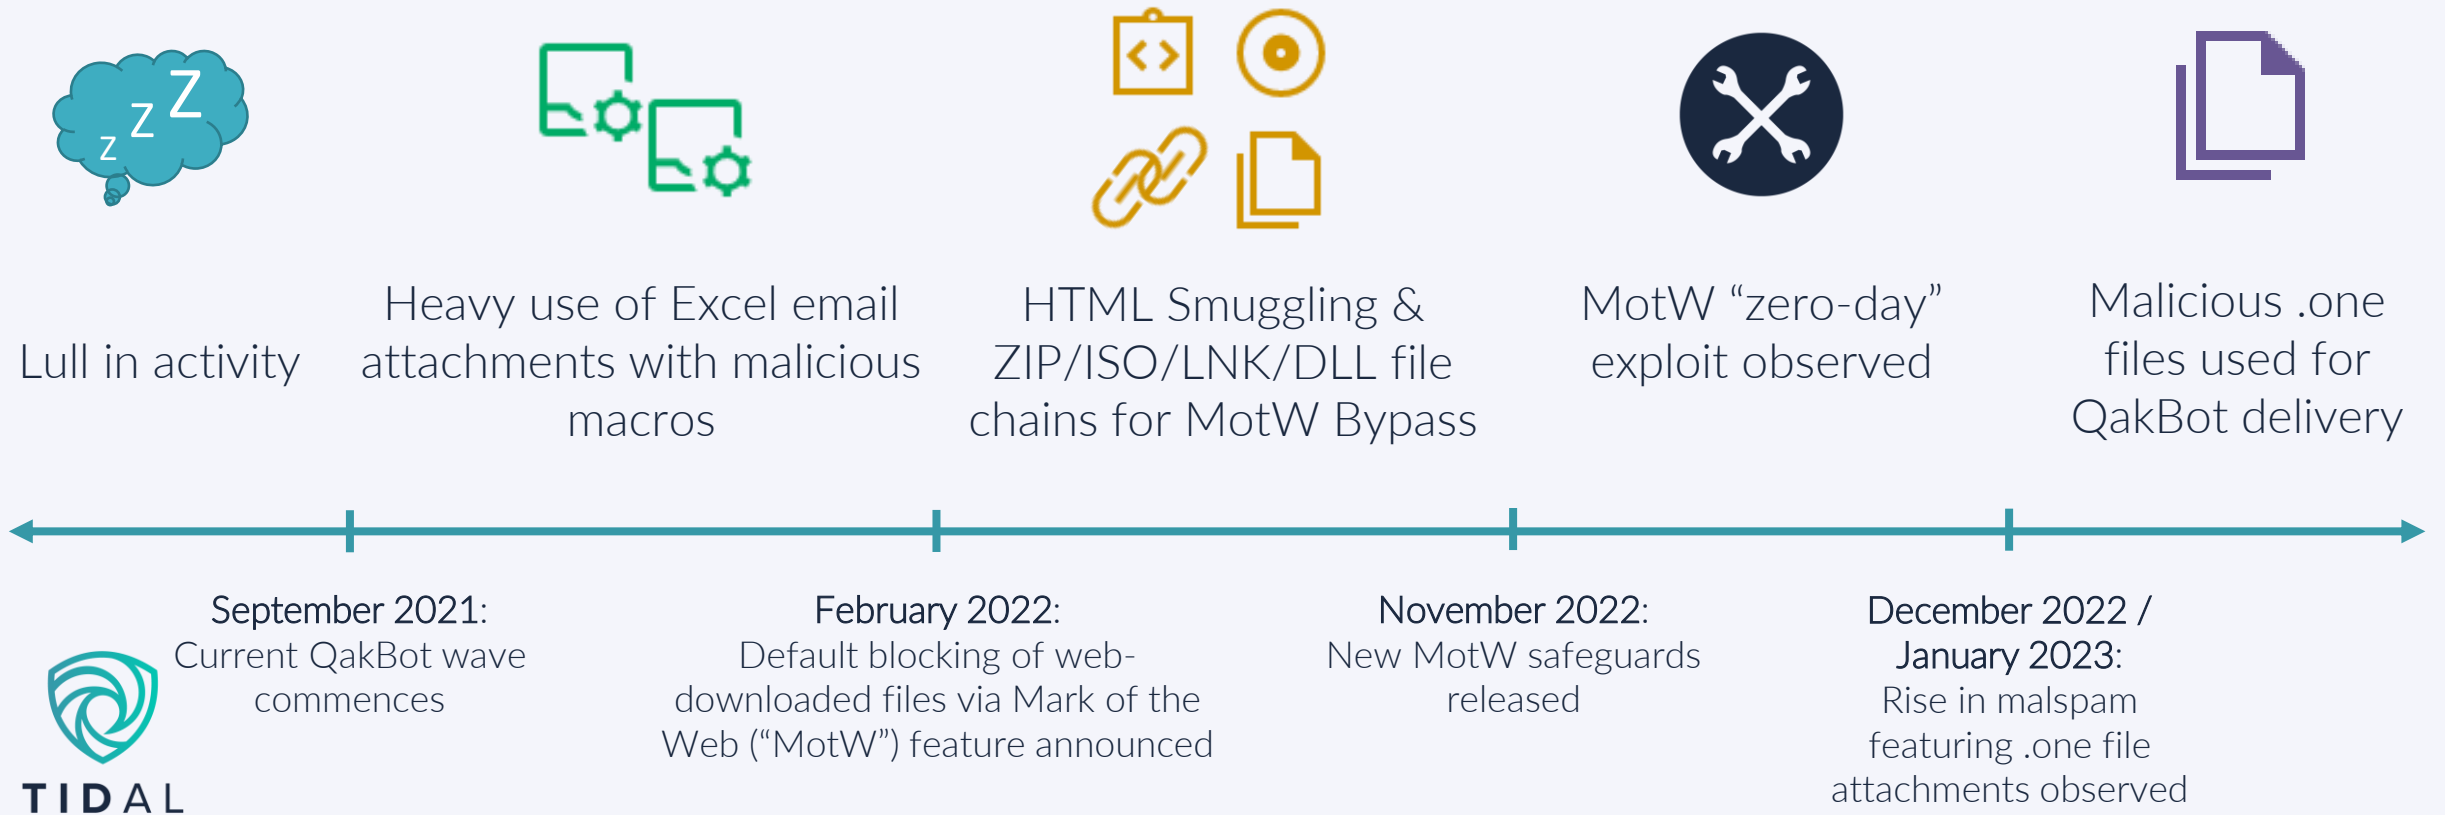 z z Z
Lull in activity
Heavy use of Excel email
attachments with malicious
macros
HTML Smuggling &
ZIP/ISO/LNK/DLL file
chains for MotW Bypass
MotW “zero-day”
exploit observed
Malicious .one
files used for
QakBot delivery
September 2021:
Current QakBot wave
commences
February 2022:
Default blocking of web-
downloaded files via Mark of the
Web (“MotW”) feature announced
November 2022:
New MotW safeguards
released
December 2022 /
January 2023:
Rise in malspam
featuring .one file
attachments observed
TIDAL